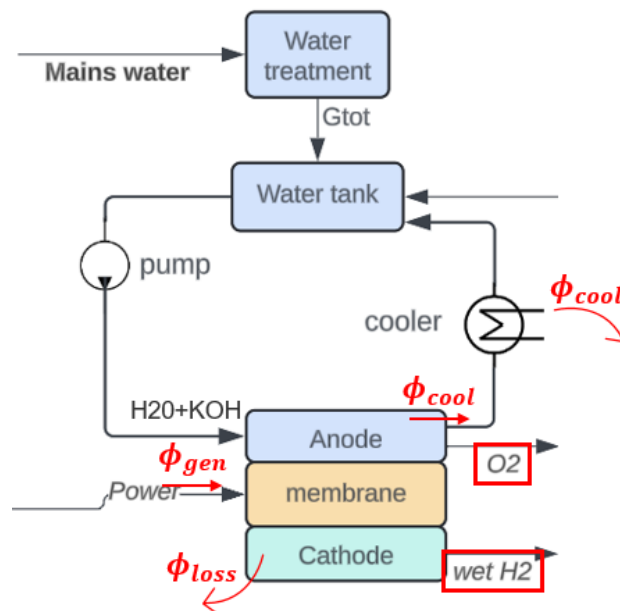 Water
treatment
Mains water
Gtot
Water tank
pump
ϕcool
cooler
ϕcool
H20+KOH
Anode
ϕgen
O2
Power
membrane
Cathode
ϕloss
wet H2